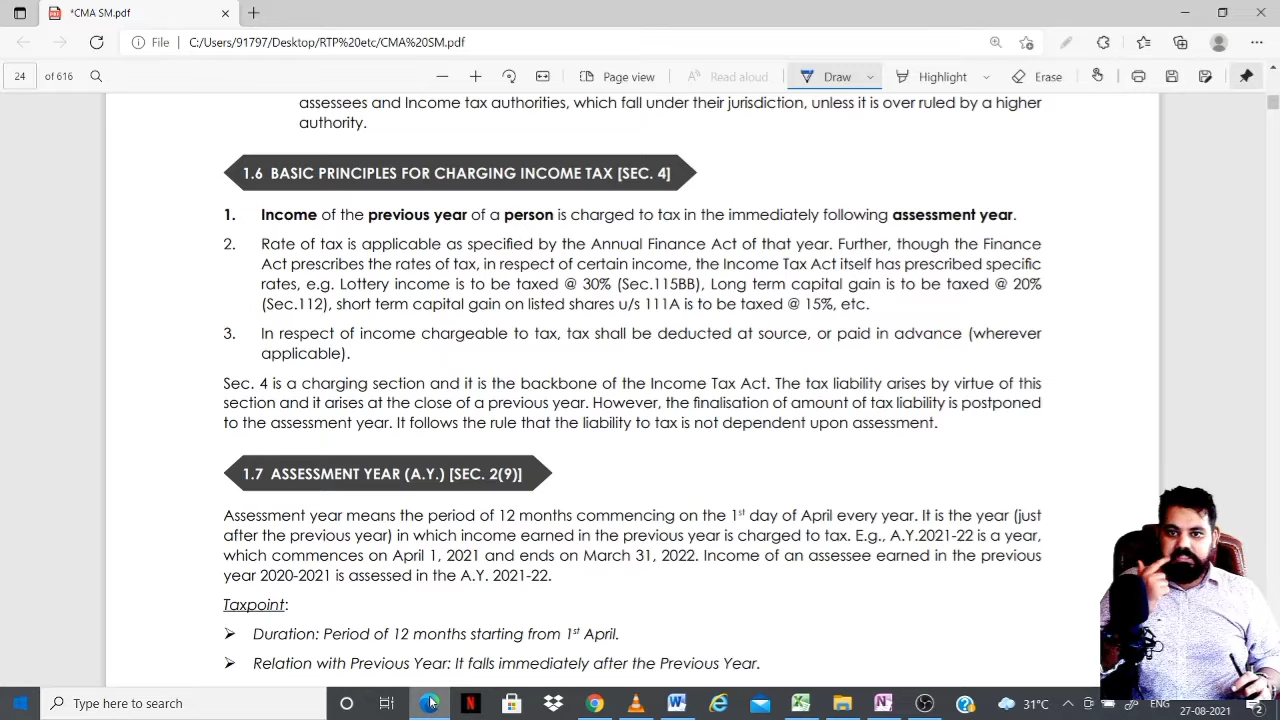 *CMA SM.pdf
File C:/Users/91797/Desktop/RTP%20etc/CMA%20SM.pdf
24 of 616 Page view Read aloud Draw Highlight Erase
assessees and Income tax authorities, which fall under their jurisdiction, unless it is over ruled by a higher
authority.
1.6 BASIC PRINCIPLES FOR CHARGING INCOME TAX [SEC. 4]
1. Income of the previous year of a person is charged to tax in the immediately following assessment year.
2. Rate of tax is applicable as specified by the Annual Finance Act of that year. Further, though the Finance
Act prescribes the rates of tax, in respect of certain income, the Income Tax Act itself has prescribed specific
rates, e.g. Lottery income is to be taxed @ 30% (Sec.115BB), Long term capital gain is to be taxed @ 20%
(Sec.112), short term capital gain on listed shares u/s 111A is to be taxed @ 15%, etc.
3. In respect of income chargeable to tax, tax shall be deducted at source, or paid in advance (wherever
applicable).
Sec. 4 is a charging section and it is the backbone of the Income Tax Act. The tax liability arises by virtue of this
section and it arises at the close of a previous year. However, the finalisation of amount of tax liability is postponed
to the assessment year. It follows the rule that the liability to tax is not dependent upon assessment.
1.7 ASSESSMENT YEAR (A.Y.) [SEC. 2(9)]
Assessment year means the period of 12 months commencing on the 1st day of April every year. It is the year (just
after the previous year) in which income earned in the previous year is charged to tax. E.g., A.Y.2021-22 is a year,
which commences on April 1, 2021 and ends on March 31, 2022. Income of an assessee earned in the previous
year 2020-2021 is assessed in the A.Y. 2021-22.
Taxpoint:
➢ Duration: Period of 12 months starting from 1st April.
➢ Relation with Previous Year: It falls immediately after the Previous Year.
Type here to search 31°C ENG
27-08-2021 2